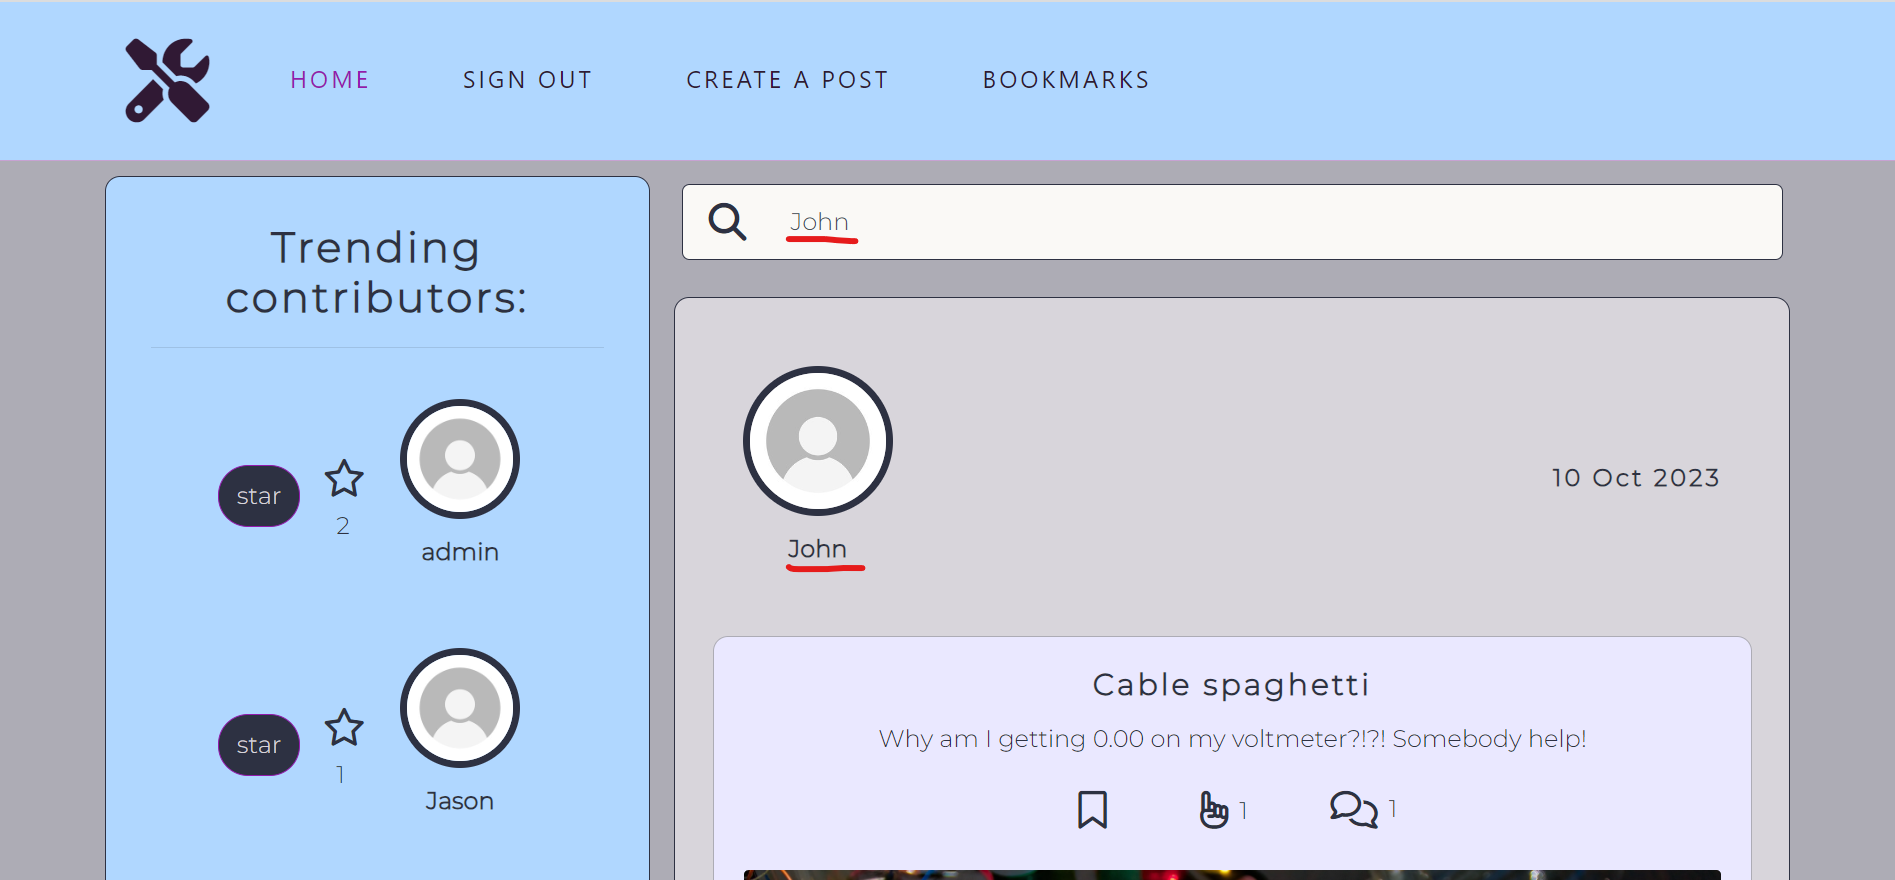 HOME SIGN OUT CREATE A POST BOOKMARKS
Trending
contributors:
star
2
admin
star
1
Jason
John
John
10 Oct 2023
Cable spaghetti
Why am I getting 0.00 on my voltmeter?!?! Somebody help!
1 1